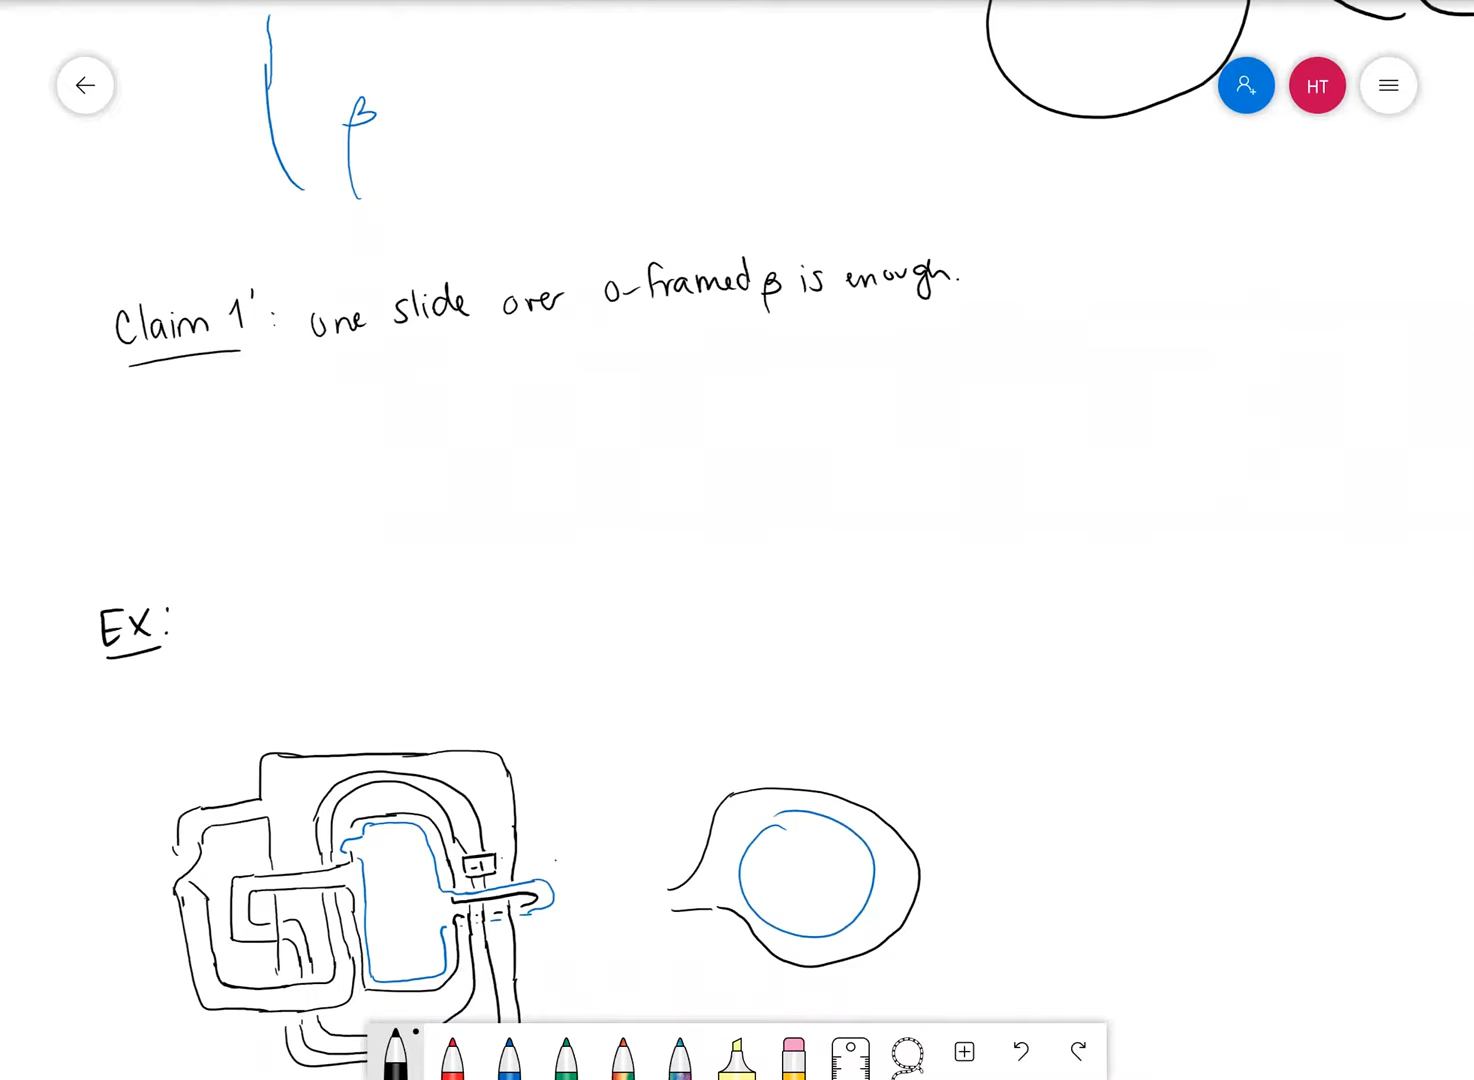 HT
β
Claim 1': one slide over 0-framed β is enough.
EX:
-1